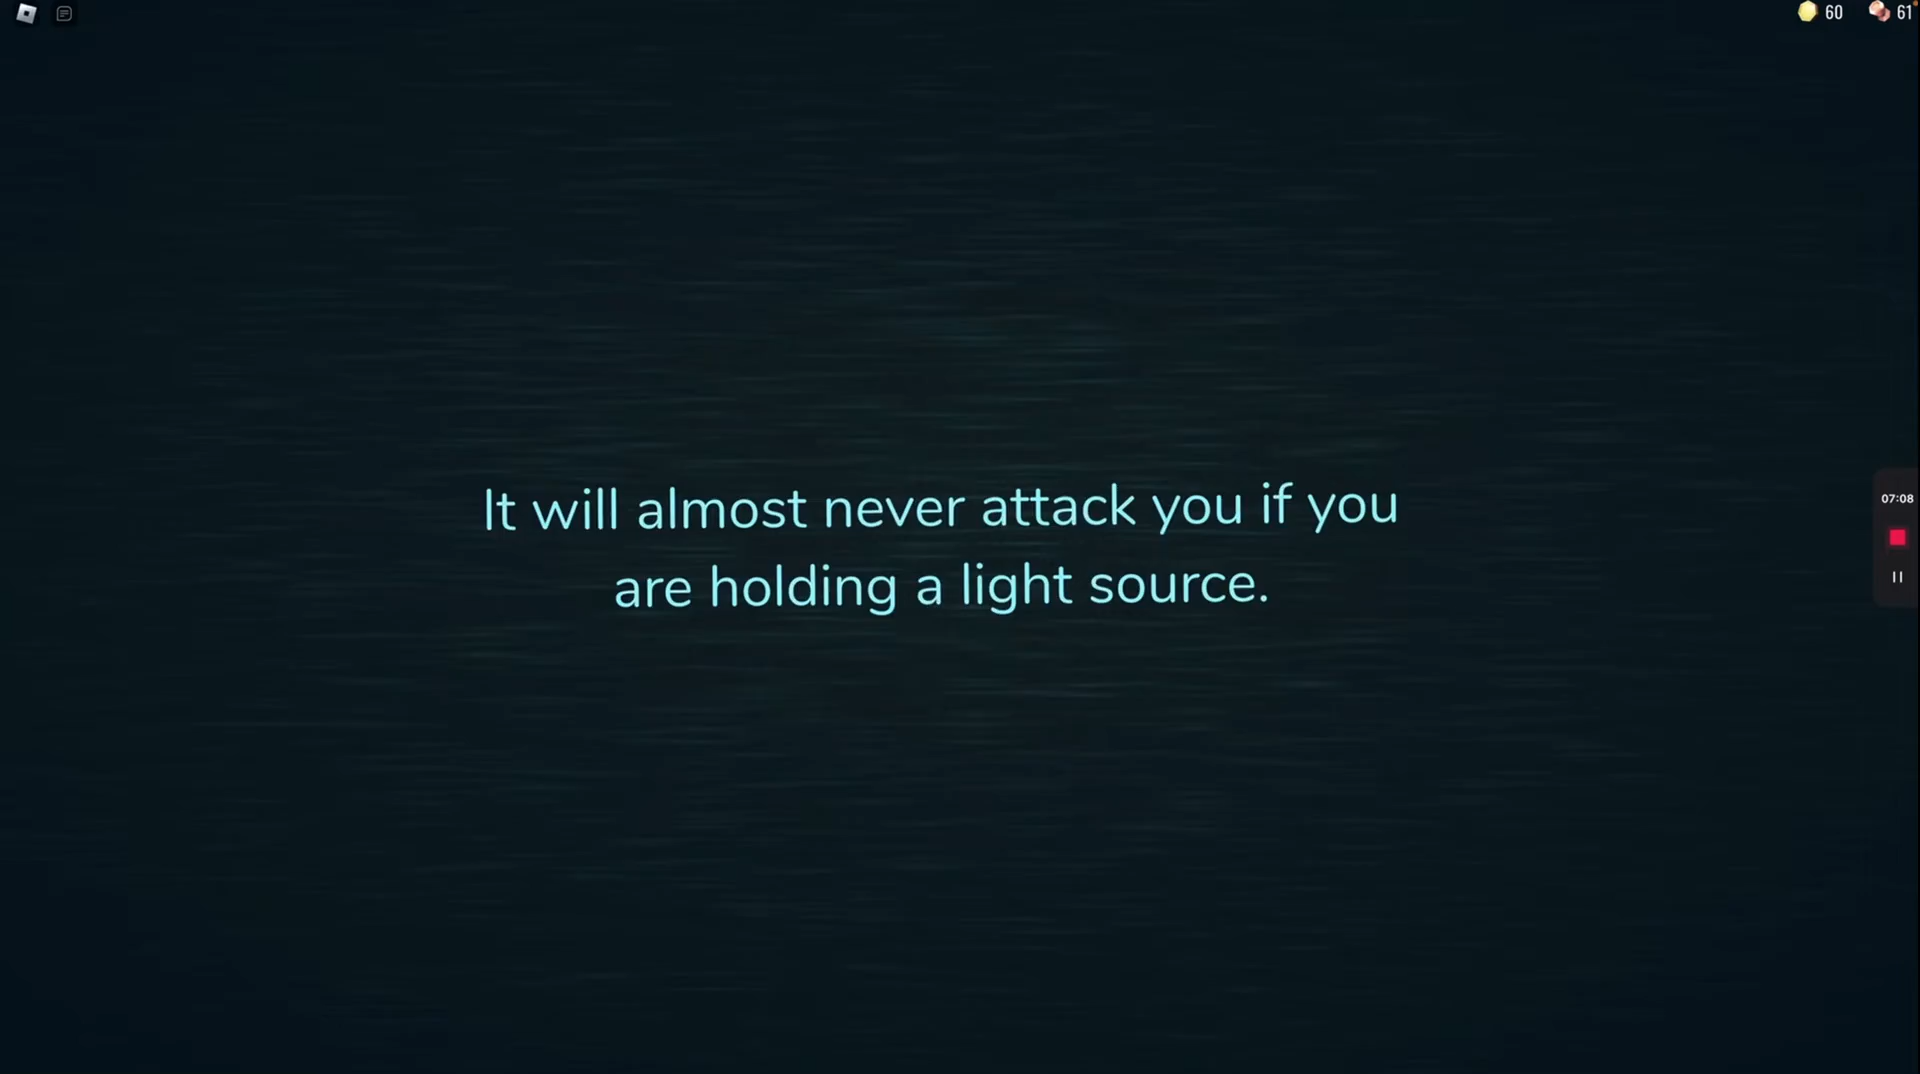 60 61
It will almost never attack you if you
are holding a light source.
07:08